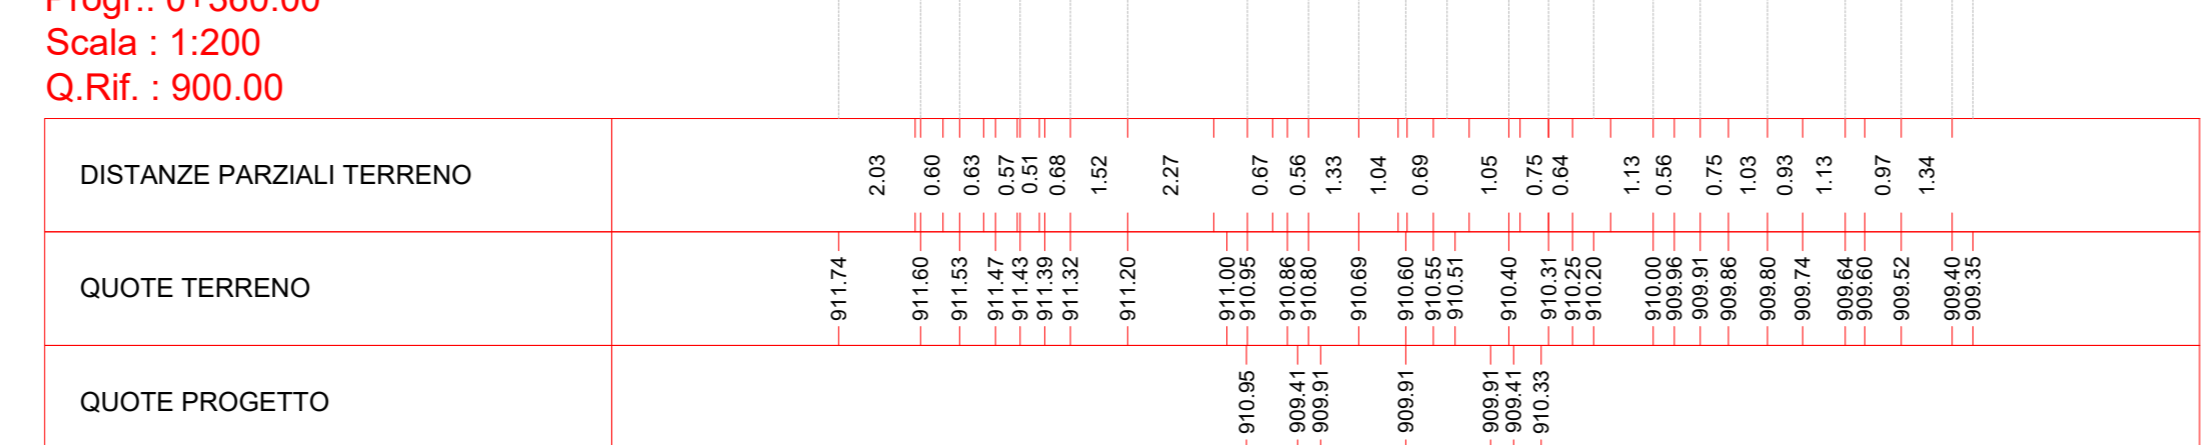 Progr.: 0+360.00
Scala : 1:200
Q.Rif. : 900.00
DISTANZE PARZIALI TERRENO 2.03 0.60 0.63 0.57 0.51 0.68 1.52 2.27 0.67 0.56 1.33 1.04 0.69 1.05 0.75 0.64 1.13 0.56 0.75 1.03 0.93 1.13 0.97 1.34
QUOTE TERRENO 911.74 911.60 911.53 911.47 911.43 911.39 911.32 911.20 911.00 910.95 910.86 910.80 910.69 910.60 910.55 910.51 910.40 910.31 910.25 910.20 910.00 909.96 909.91 909.86 909.80 909.74 909.64 909.60 909.52 909.40 909.35
QUOTE PROGETTO 910.95 909.41 909.91 909.91 909.91 909.41 910.33